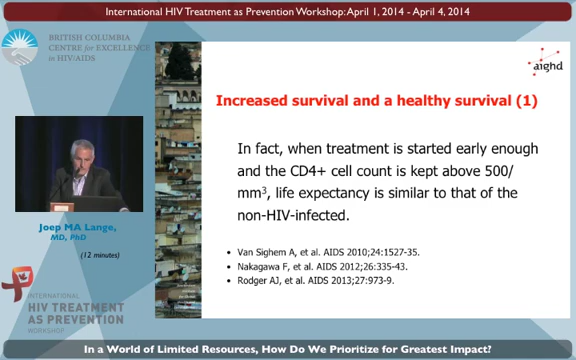 International HIV Treatment as Prevention Workshop: April 1, 2014 - April 4, 2014
BRITISH COLUMBIA
CENTRE for EXCELLENCE
in HIV/AIDS
aighd
Increased survival and a healthy survival (1)
In fact, when treatment is started early enough
and the CD4+ cell count is kept above 500/
mm³, life expectancy is similar to that of the
non-HIV-infected.
• Van Sighem A, et al. AIDS 2010;24:1527-35.
• Nakagawa F, et al. AIDS 2012;26:335-43.
• Rodger AJ, et al. AIDS 2013;27:973-9.
Joep MA Lange,
MD, PhD
(12 minutes)
INTERNATIONAL
HIV TREATMENT
AS PREVENTION
WORKSHOP
In a World of Limited Resources, How Do We Prioritize for Greatest Impact?